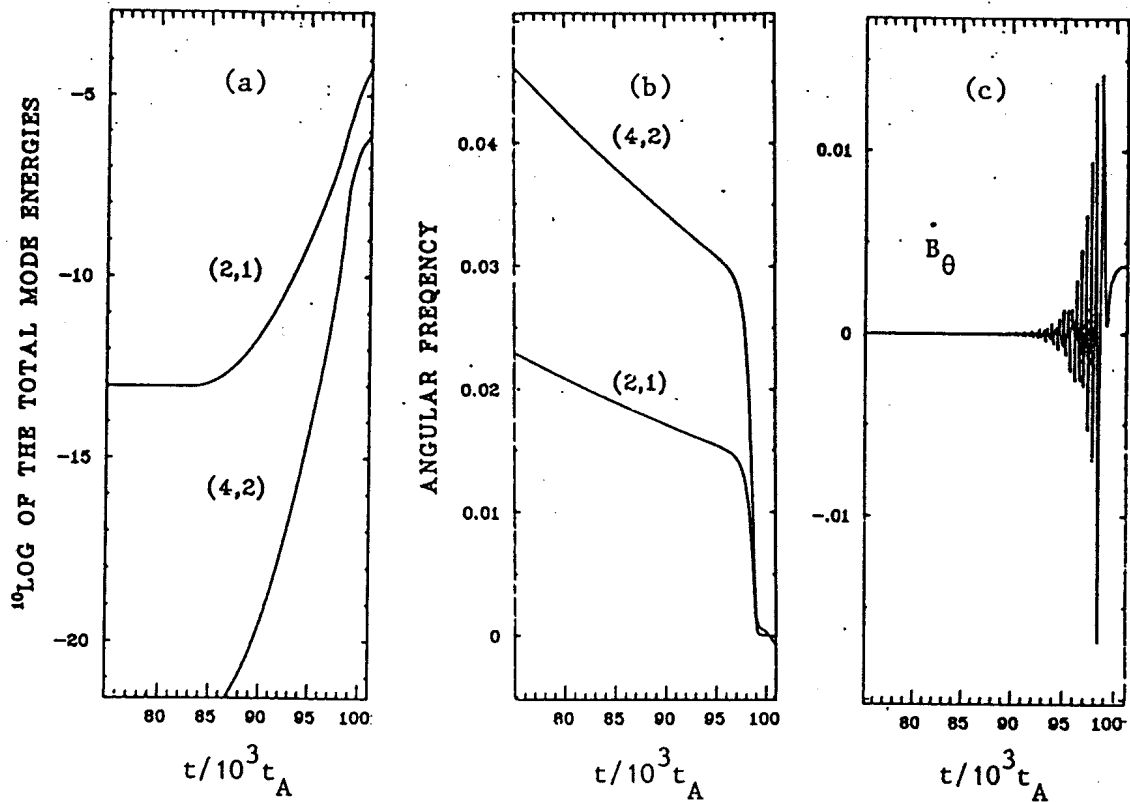 ¹⁰LOG OF THE TOTAL MODE ENERGIES
-5
-10
-15
-20
(a)
(2,1)
(4,2)
80 85 90 95 100
t/10³t_A
ANGULAR FREQENCY
0.04
0.03
0.02
0.01
0
(b)
(4,2)
(2,1)
80 85 90 95 100
t/10³t_A
0.01
0
-.01
(c)
Ḃ_θ
80 85 90 95 100
t/10³t_A